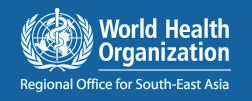 World Health
Organization
Regional Office for South-East Asia